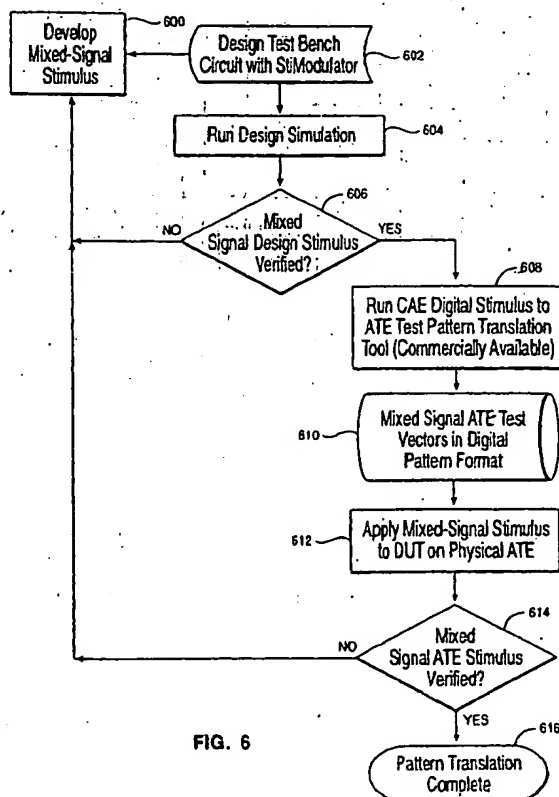 600
Develop
Mixed-Signal
Stimulus
Design Test Bench
Circuit with StiModulator
602
Run Design Simulation
604
606
Mixed
Signal Design Stimulus
Verified?
NO
YES
608
Run CAE Digital Stimulus to
ATE Test Pattern Translation
Tool (Commercially Available)
610
Mixed Signal ATE Test
Vectors in Digital
Pattern Format
612
Apply Mixed-Signal Stimulus
to DUT on Physical ATE
614
Mixed
Signal ATE Stimulus
Verified?
NO
YES
616
Pattern Translation
Complete
FIG. 6